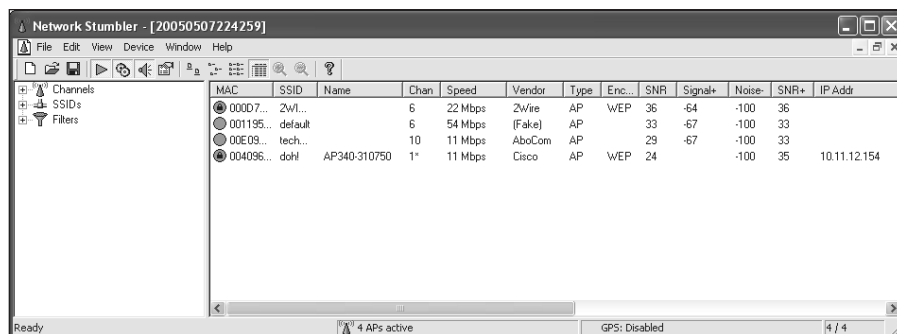 Network Stumbler - [20050507224259]
File Edit View Device Window Help
Channels
SSIDs
Filters
MAC SSID Name Chan Speed Vendor Type Enc... SNR Signal+ Noise- SNR+ IP Addr
000D7... 2WI... 6 22 Mbps 2Wire AP WEP 36 -64 -100 36
001195... default 6 54 Mbps (Fake) AP 33 -67 -100 33
00E09... tech... 10 11 Mbps AboCom AP 29 -67 -100 33
004096... doh! AP340-310750 1* 11 Mbps Cisco AP WEP 24 -100 35 10.11.12.154
Ready 4 APs active GPS: Disabled 4 / 4